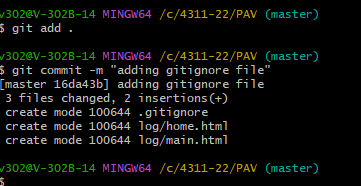 v302@V-302B-14 MINGW64 /c/4311-22/PAV (master)
$ git add .
v302@V-302B-14 MINGW64 /c/4311-22/PAV (master)
$ git commit -m "adding gitignore file"
[master 16da43b] adding gitignore file
3 files changed, 2 insertions(+)
create mode 100644 .gitignore
create mode 100644 log/home.html
create mode 100644 log/main.html
v302@V-302B-14 MINGW64 /c/4311-22/PAV (master)
$